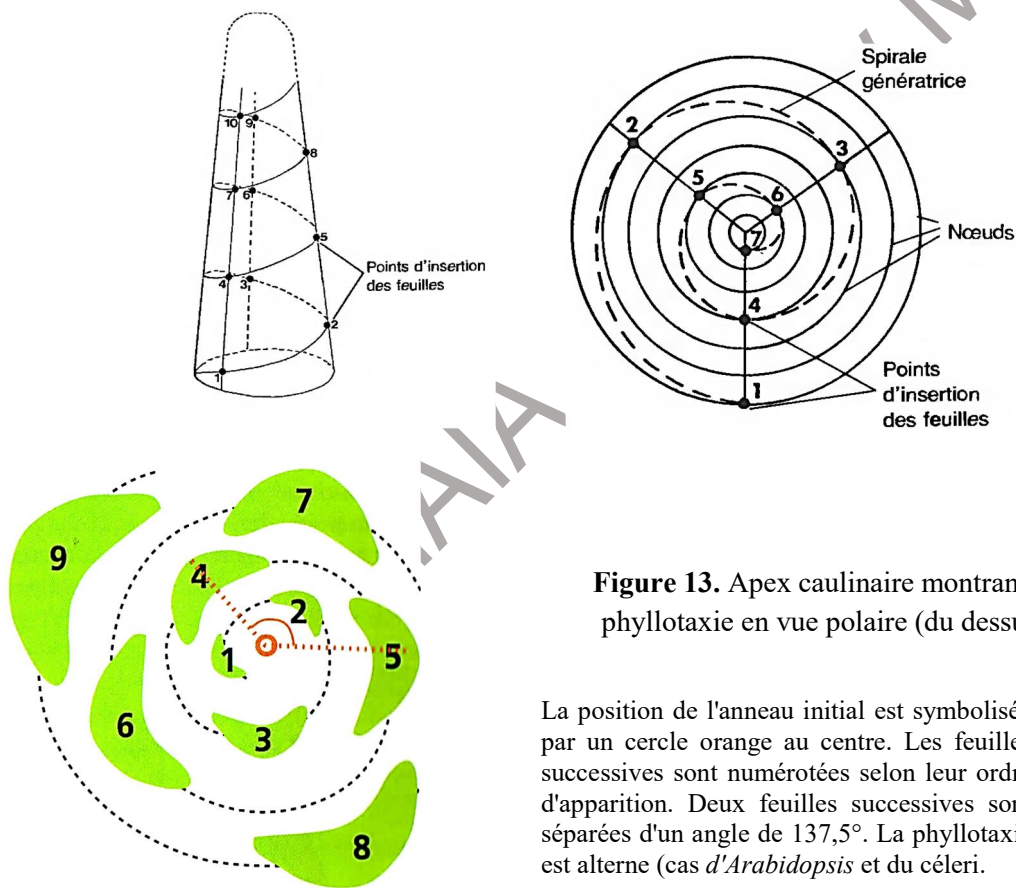 10
9
8
7
6
5
4
3
2
1
Points d'insertion
des feuilles
Spirale
génératrice
2
3
5
6
7
4
1
Nœuds
Points
d'insertion
des feuilles
9
7
4
2
1
5
6
3
8
Figure 13. Apex caulinaire montran
phyllotaxie en vue polaire (du dessu
La position de l'anneau initial est symbolisé
par un cercle orange au centre. Les feuille
successives sont numérotées selon leur ordr
d'apparition. Deux feuilles successives son
séparées d'un angle de 137,5°. La phyllotaxi
est alterne (cas d'Arabidopsis et du céleri.